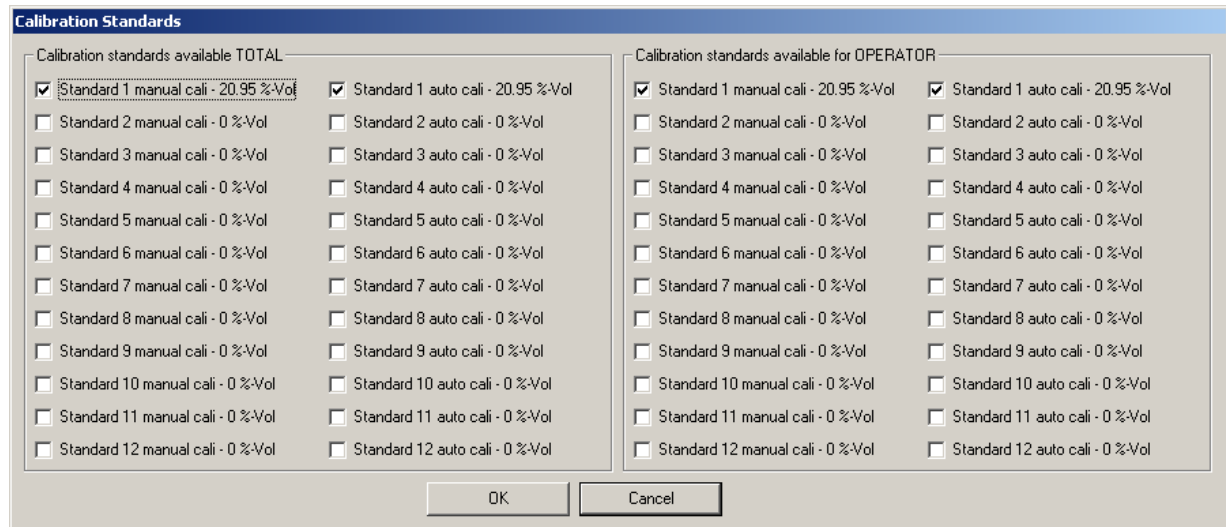 Calibration Standards
Calibration standards available TOTAL
Standard 1 manual cali - 20.95 %-Vol
Standard 2 manual cali - 0 %-Vol
Standard 3 manual cali - 0 %-Vol
Standard 4 manual cali - 0 %-Vol
Standard 5 manual cali - 0 %-Vol
Standard 6 manual cali - 0 %-Vol
Standard 7 manual cali - 0 %-Vol
Standard 8 manual cali - 0 %-Vol
Standard 9 manual cali - 0 %-Vol
Standard 10 manual cali - 0 %-Vol
Standard 11 manual cali - 0 %-Vol
Standard 12 manual cali - 0 %-Vol
Standard 1 auto cali - 20.95 %-Vol
Standard 2 auto cali - 0 %-Vol
Standard 3 auto cali - 0 %-Vol
Standard 4 auto cali - 0 %-Vol
Standard 5 auto cali - 0 %-Vol
Standard 6 auto cali - 0 %-Vol
Standard 7 auto cali - 0 %-Vol
Standard 8 auto cali - 0 %-Vol
Standard 9 auto cali - 0 %-Vol
Standard 10 auto cali - 0 %-Vol
Standard 11 auto cali - 0 %-Vol
Standard 12 auto cali - 0 %-Vol
Calibration standards available for OPERATOR
Standard 1 manual cali - 20.95 %-Vol
Standard 2 manual cali - 0 %-Vol
Standard 3 manual cali - 0 %-Vol
Standard 4 manual cali - 0 %-Vol
Standard 5 manual cali - 0 %-Vol
Standard 6 manual cali - 0 %-Vol
Standard 7 manual cali - 0 %-Vol
Standard 8 manual cali - 0 %-Vol
Standard 9 manual cali - 0 %-Vol
Standard 10 manual cali - 0 %-Vol
Standard 11 manual cali - 0 %-Vol
Standard 12 manual cali - 0 %-Vol
Standard 1 auto cali - 20.95 %-Vol
Standard 2 auto cali - 0 %-Vol
Standard 3 auto cali - 0 %-Vol
Standard 4 auto cali - 0 %-Vol
Standard 5 auto cali - 0 %-Vol
Standard 6 auto cali - 0 %-Vol
Standard 7 auto cali - 0 %-Vol
Standard 8 auto cali - 0 %-Vol
Standard 9 auto cali - 0 %-Vol
Standard 10 auto cali - 0 %-Vol
Standard 11 auto cali - 0 %-Vol
Standard 12 auto cali - 0 %-Vol
OK
Cancel